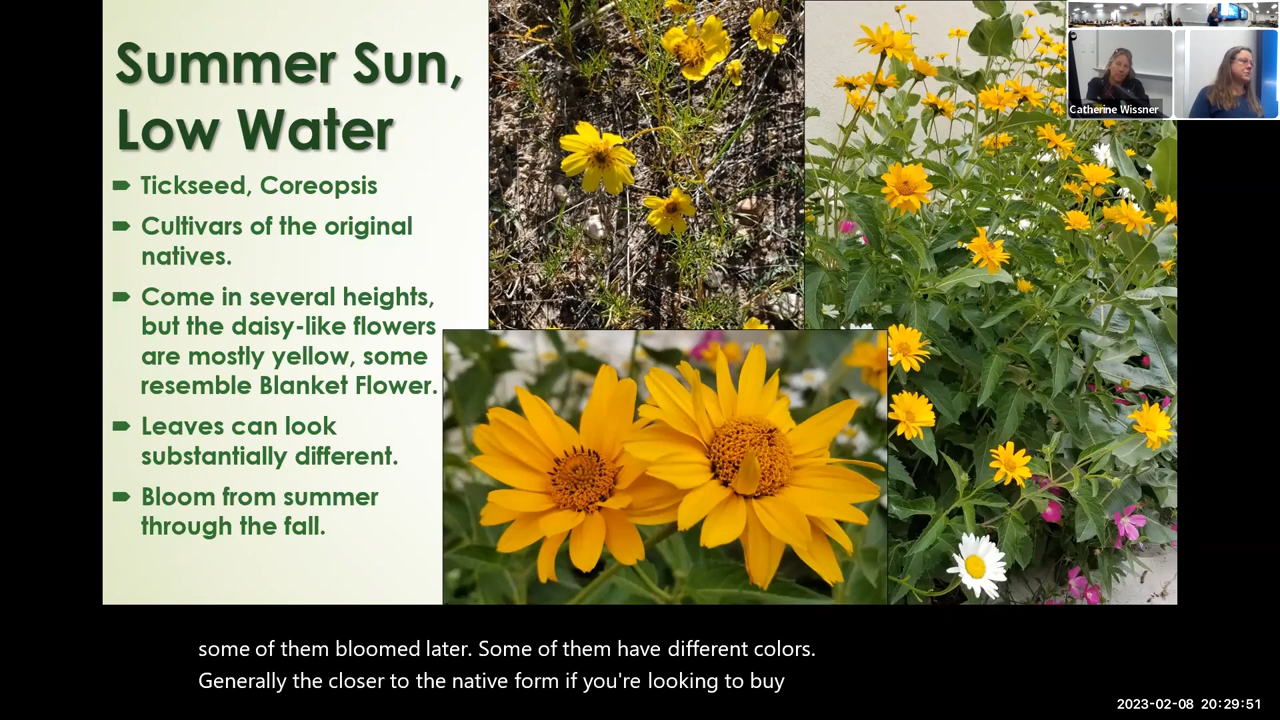 Summer Sun,
Low Water
Tickseed, Coreopsis
Cultivars of the original
natives.
Come in several heights,
but the daisy-like flowers
are mostly yellow, some
resemble Blanket Flower.
Leaves can look
substantially different.
Bloom from summer
through the fall.
Catherine Wissner
some of them bloomed later. Some of them have different colors.
Generally the closer to the native form if you're looking to buy
2023-02-08 20:29:51